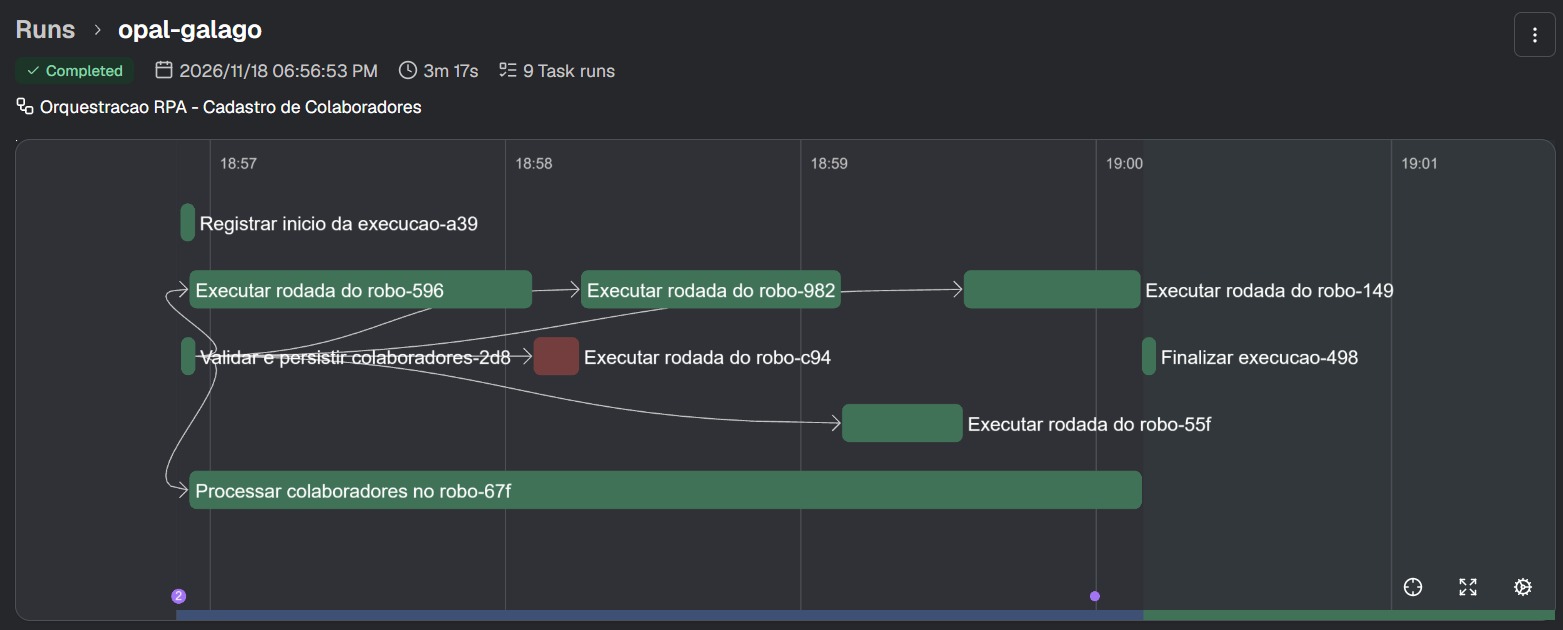 Runs > opal-galago
Completed 2026/11/18 06:56:53 PM 3m 17s 9 Task runs
Orquestracao RPA - Cadastro de Colaboradores
18:57 18:58 18:59 19:00 19:01
Registrar inicio da execucao-a39
Executar rodada do robo-596 Executar rodada do robo-982 Executar rodada do robo-149
Validar e persistir colaboradores-2d8 Executar rodada do robo-c94 Finalizar execucao-498
Executar rodada do robo-55f
Processar colaboradores no robo-67f
2